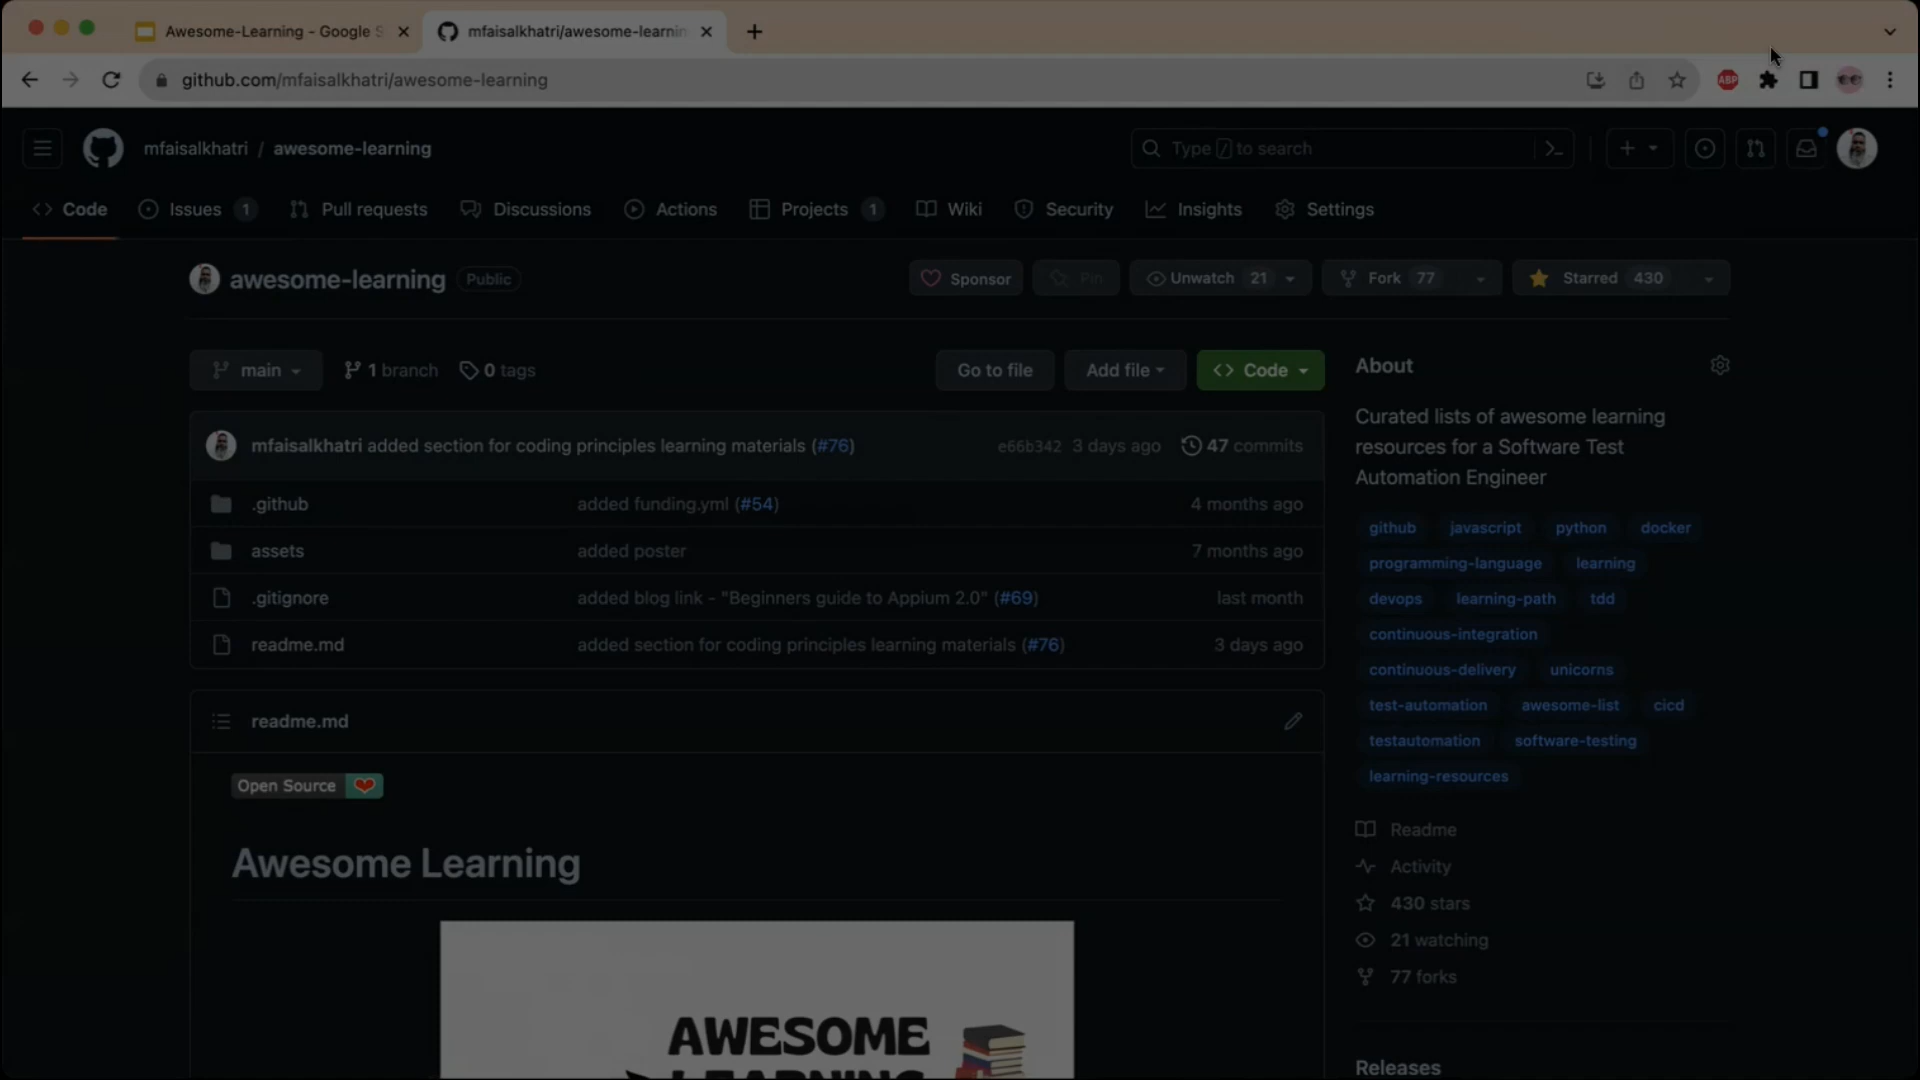 Awesome-Learning - Google S
mfaisalkhatri/awesome-learnin
github.com/mfaisalkhatri/awesome-learning
ABP
mfaisalkhatri / awesome-learning
Type / to search
Code Issues 1 Pull requests Discussions Actions Projects 1 Wiki Security Insights Settings
awesome-learning Public
Sponsor Pin Unwatch 21 Fork 77 Starred 430
main 1 branch 0 tags Go to file Add file Code
mfaisalkhatri added section for coding principles learning materials (#76) e66b342 3 days ago 47 commits
.github added funding.yml (#54) 4 months ago
assets added poster 7 months ago
.gitignore added blog link - "Beginners guide to Appium 2.0" (#69) last month
readme.md added section for coding principles learning materials (#76) 3 days ago
readme.md
Open Source
Awesome Learning
AWESOME
LEARNING
About
Curated lists of awesome learning
resources for a Software Test
Automation Engineer
github javascript python docker
programming-language learning
devops learning-path tdd
continuous-integration
continuous-delivery unicorns
test-automation awesome-list cicd
testautomation software-testing
learning-resources
Readme
Activity
430 stars
21 watching
77 forks
Releases